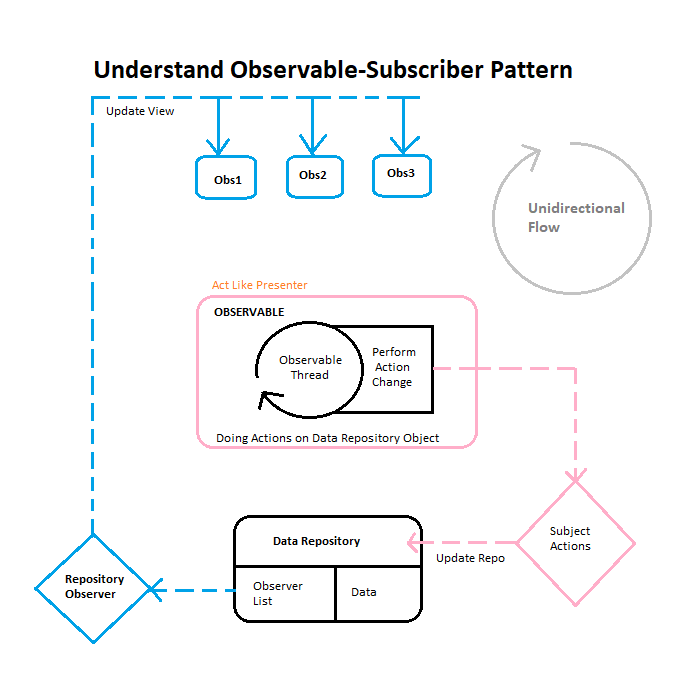 Understand Observable-Subscriber Pattern
Update View
Obs1
Obs2
Obs3
Unidirectional
Flow
Act Like Presenter
OBSERVABLE
Observable
Thread
Perform
Action
Change
Doing Actions on Data Repository Object
Subject
Actions
Data Repository
Update Repo
Repository
Observer
Observer
List
Data